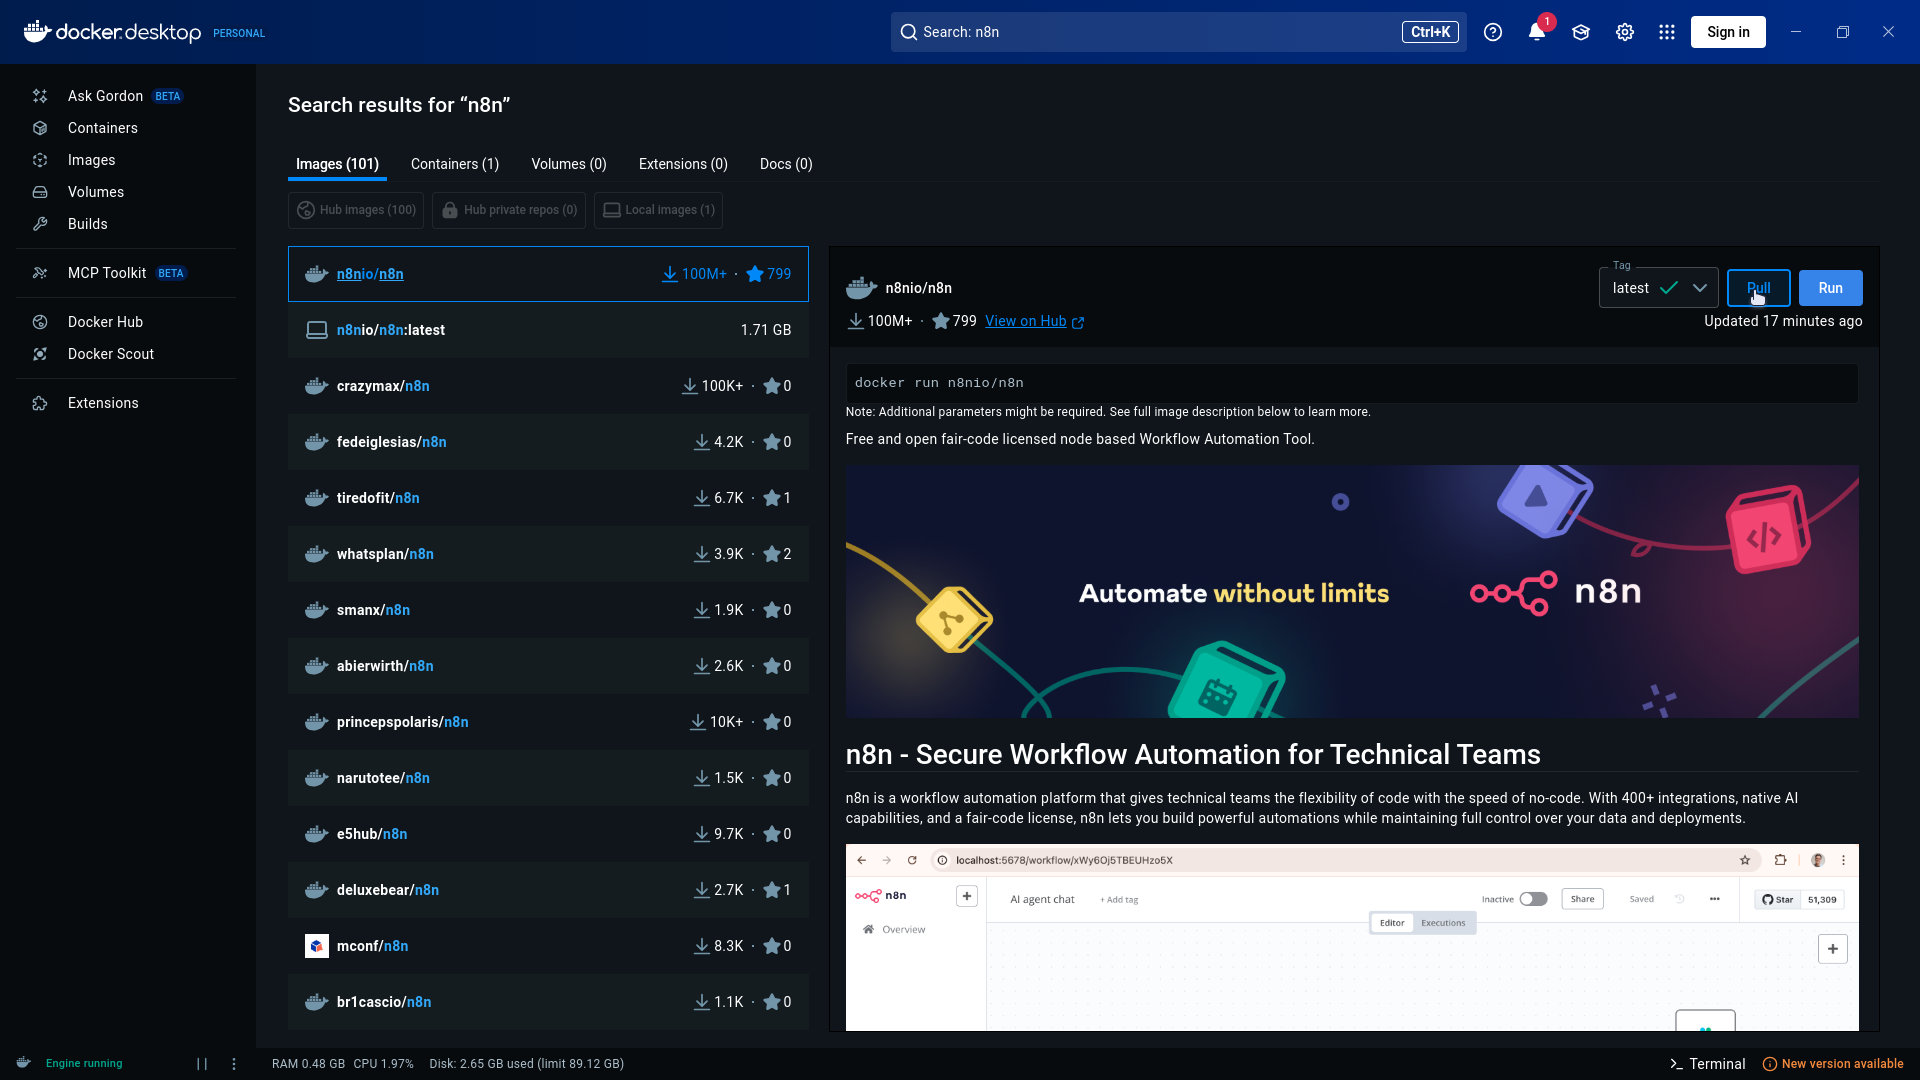 docker.desktop PERSONAL
Search: n8n
Ctrl+K
1
Sign in
Ask Gordon BETA
Containers
Images
Volumes
Builds
MCP Toolkit BETA
Docker Hub
Docker Scout
Extensions
Search results for “n8n”
Images (101) Containers (1) Volumes (0) Extensions (0) Docs (0)
Hub images (100) Hub private repos (0) Local images (1)
n8nio/n8n 100M+ · 799
n8nio/n8n:latest 1.71 GB
crazymax/n8n 100K+ · 0
fedeiglesias/n8n 4.2K · 0
tiredofit/n8n 6.7K · 1
whatsplan/n8n 3.9K · 2
smanx/n8n 1.9K · 0
abierwirth/n8n 2.6K · 0
princepspolaris/n8n 10K+ · 0
narutotee/n8n 1.5K · 0
e5hub/n8n 9.7K · 0
deluxebear/n8n 2.7K · 1
mconf/n8n 8.3K · 0
br1cascio/n8n 1.1K · 0
n8nio/n8n
Tag
latest
Pull
Run
100M+ · 799 View on Hub
Updated 17 minutes ago
docker run n8nio/n8n
Note: Additional parameters might be required. See full image description below to learn more.
Free and open fair-code licensed node based Workflow Automation Tool.
Automate without limits
n8n
n8n - Secure Workflow Automation for Technical Teams
n8n is a workflow automation platform that gives technical teams the flexibility of code with the speed of no-code. With 400+ integrations, native AI
capabilities, and a fair-code license, n8n lets you build powerful automations while maintaining full control over your data and deployments.
localhost:5678/workflow/xWy6Oj5TBEUHzo5X
n8n
AI agent chat + Add tag
Inactive
Share
Saved
Star 51,309
Overview
Editor Executions
Engine running
RAM 0.48 GB CPU 1.97% Disk: 2.65 GB used (limit 89.12 GB)
Terminal
New version available